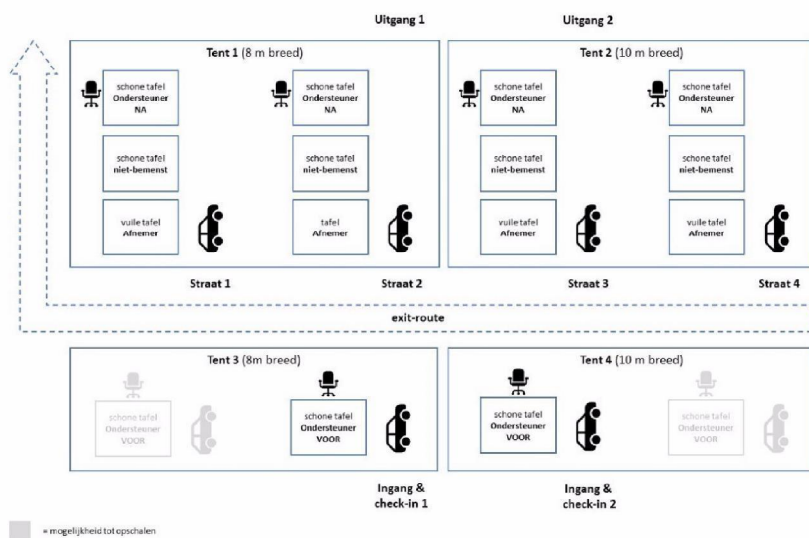 Uitgang 1
Uitgang 2
Tent 1 (8 m breed)
schone tafel
Ondersteuner
NA
schone tafel
Ondersteuner
NA
schone tafel
niet-bemenst
schone tafel
niet-bemenst
vuile tafel
Afnemer
tafel
Afnemer
Tent 2 (10 m breed)
schone tafel
Ondersteuner
NA
schone tafel
Ondersteuner
NA
schone tafel
niet-bemenst
schone tafel
niet-bemenst
vuile tafel
Afnemer
vuile tafel
Afnemer
Straat 1
Straat 2
Straat 3
Straat 4
exit-route
Tent 3 (8m breed)
schone tafel
Ondersteuner
VOOR
schone tafel
Ondersteuner
VOOR
Tent 4 (10 m breed)
schone tafel
Ondersteuner
VOOR
schone tafel
Ondersteuner
VOOR
Ingang &
check-in 1
Ingang &
check-in 2
= mogelijkheid tot opschalen